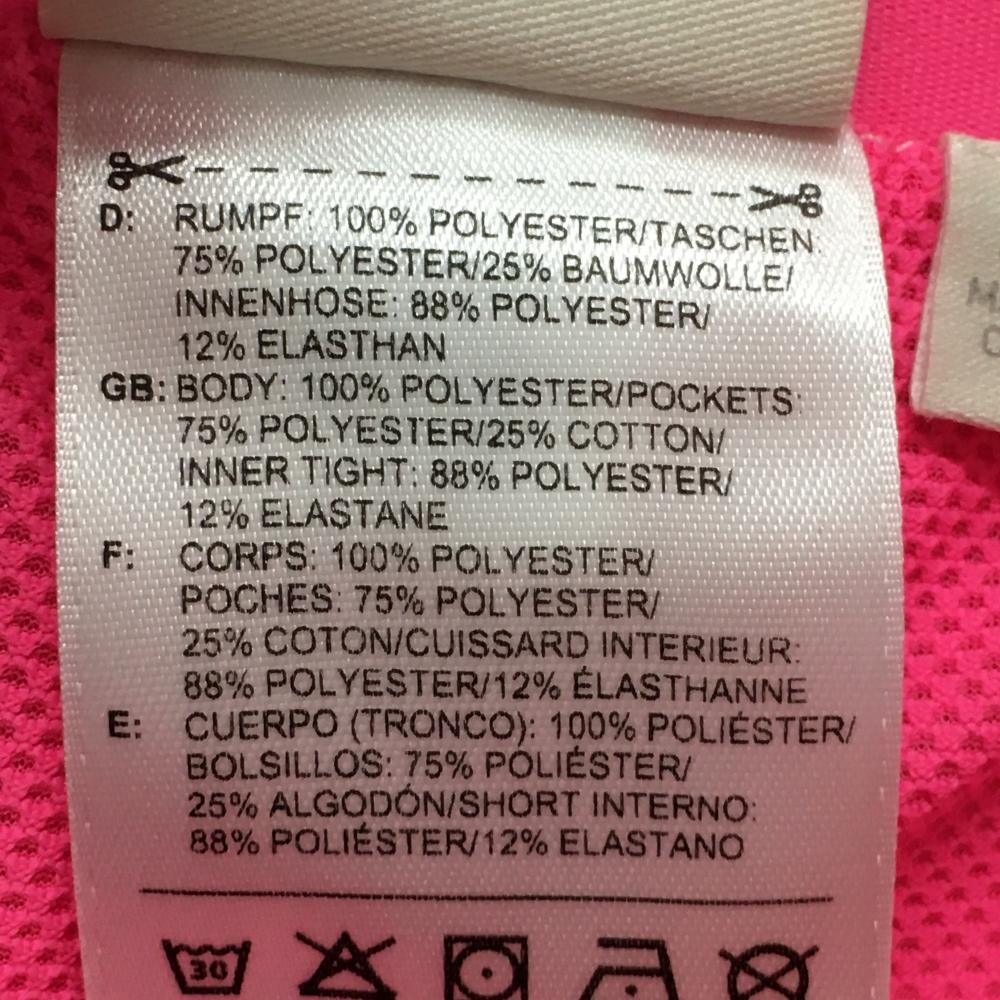 D: RUMPF: 100% POLYESTER/TASCHEN:
75% POLYESTER/25% BAUMWOLLE/
INNENHOSE: 88% POLYESTER/
12% ELASTHAN
GB: BODY: 100% POLYESTER/POCKETS:
75% POLYESTER/25% COTTON/
INNER TIGHT: 88% POLYESTER/
12% ELASTANE
F: CORPS: 100% POLYESTER/
POCHES: 75% POLYESTER/
25% COTON/CUISSARD INTERIEUR:
88% POLYESTER/12% ÉLASTHANNE
E: CUERPO (TRONCO): 100% POLIÉSTER/
BOLSILLOS: 75% POLIÉSTER/
25% ALGODÓN/SHORT INTERNO:
88% POLIÉSTER/12% ELASTANO
30